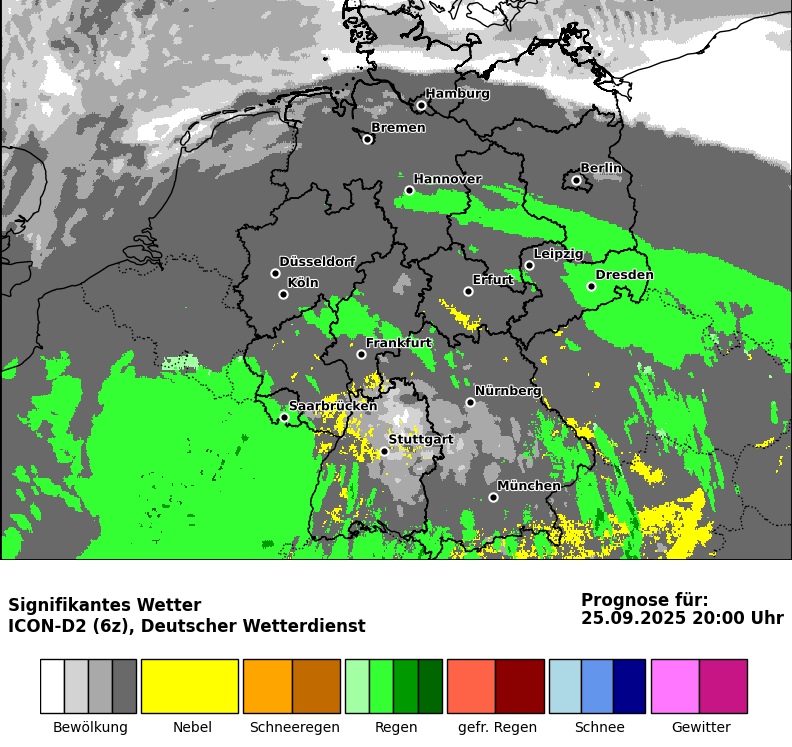 Hamburg
Bremen
Berlin
Hannover
Leipzig
Düsseldorf
Dresden
Erfurt
Köln
Frankfurt
Nürnberg
Saarbrücken
Stuttgart
München
Signifikantes Wetter
ICON-D2 (6z), Deutscher Wetterdienst
Prognose für:
25.09.2025 20:00 Uhr
Bewölkung Nebel Schneeregen Regen gefr. Regen Schnee Gewitter